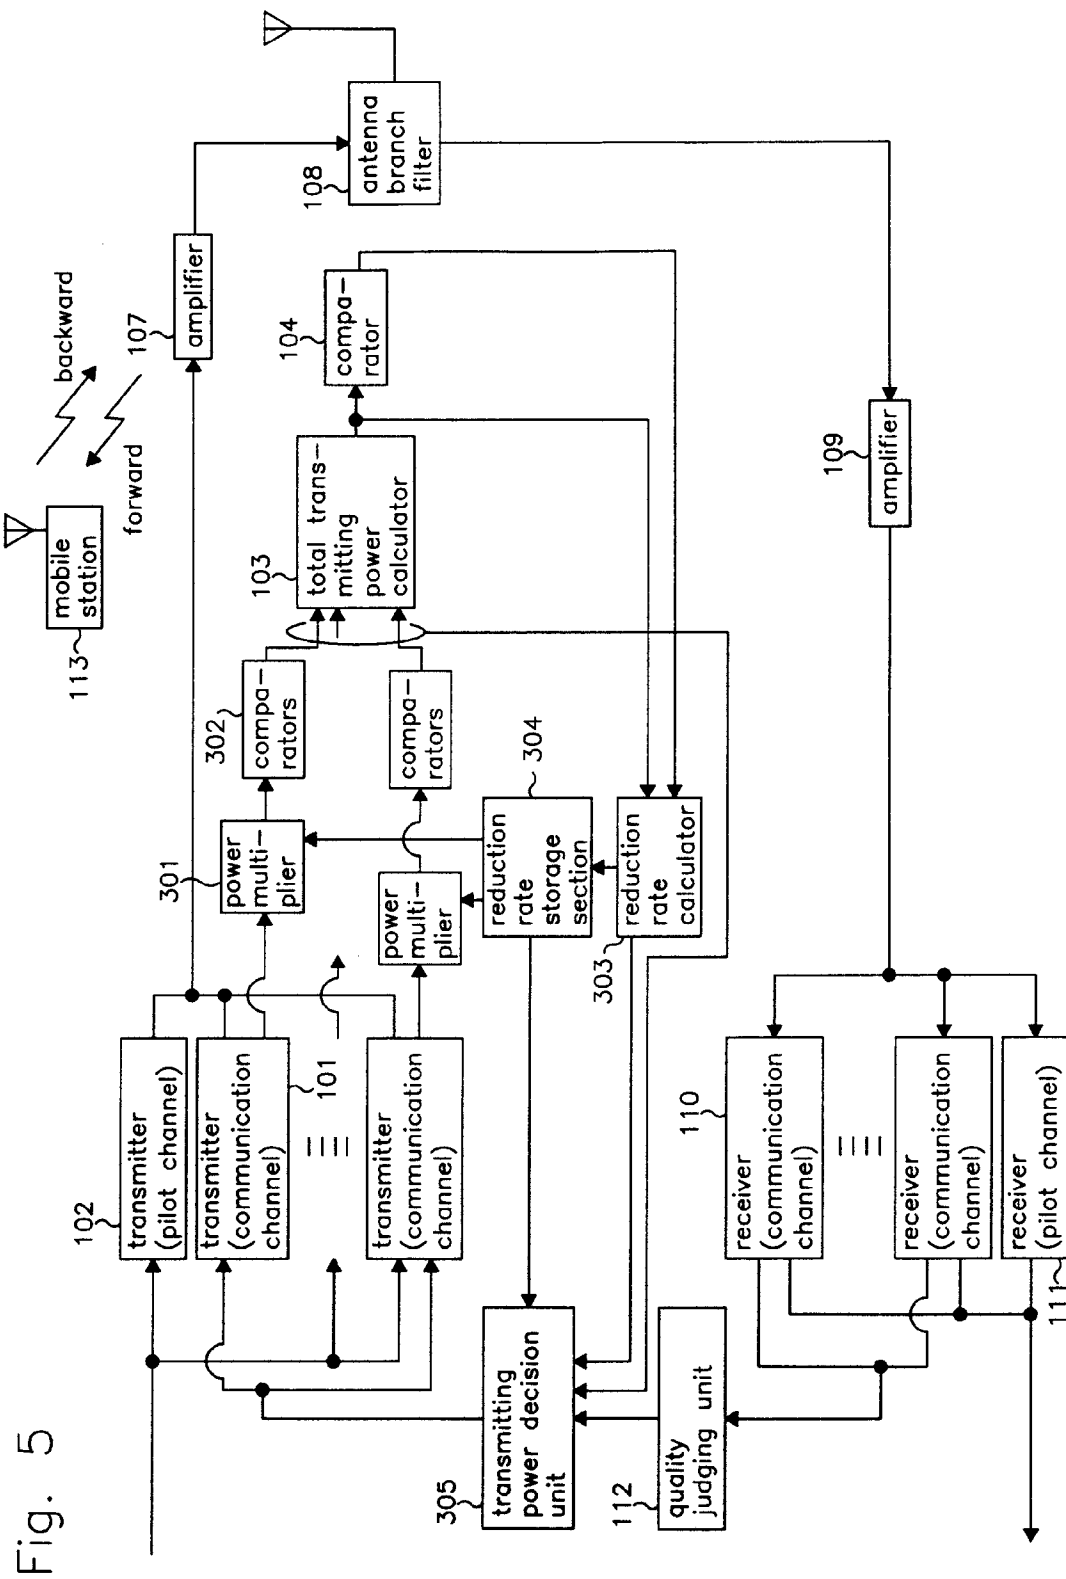 Fig. 5
113
mobile
station
forward
backward
107
amplifier
108
antenna
branch
filter
102
transmitter
(pilot channel)
transmitter
(communication
channel)
101
transmitter
(communication
channel)
301
power
multi-
plier
302
compa-
rators
power
multi-
plier
compa-
rators
103
total trans-
mitting
power
calculator
104
compa-
rator
304
reduction
rate
storage
section
303
reduction
rate
calculator
305
transmitting
power decision
unit
112
quality
judging unit
109
amplifier
110
receiver
(communication
channel)
receiver
(communication
channel)
receiver
(pilot channel)
111